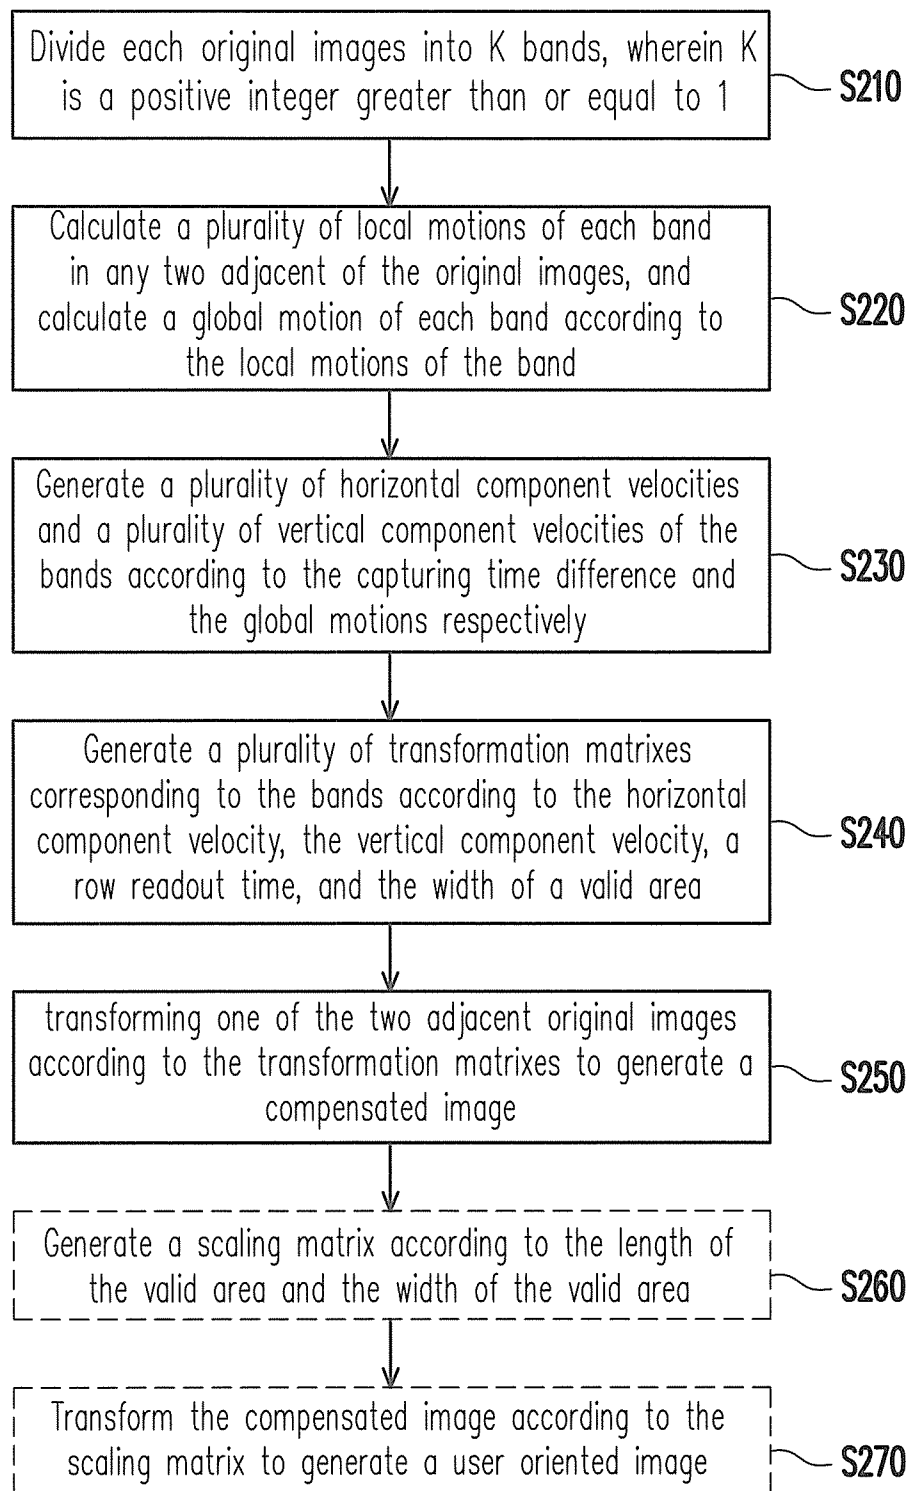 Divide each original images into K bands, wherein K
is a positive integer greater than or equal to 1
S210
Calculate a plurality of local motions of each band
in any two adjacent of the original images, and
calculate a global motion of each band according to
the local motions of the band
S220
Generate a plurality of horizontal component velocities
and a plurality of vertical component velocities of the
bands according to the capturing time difference and
the global motions respectively
S230
Generate a plurality of transformation matrixes
corresponding to the bands according to the horizontal
component velocity, the vertical component velocity, a
row readout time, and the width of a valid area
S240
transforming one of the two adjacent original images
according to the transformation matrixes to generate a
compensated image
S250
Generate a scaling matrix according to the length of
the valid area and the width of the valid area
S260
Transform the compensated image according to the
scaling matrix to generate a user oriented image
S270